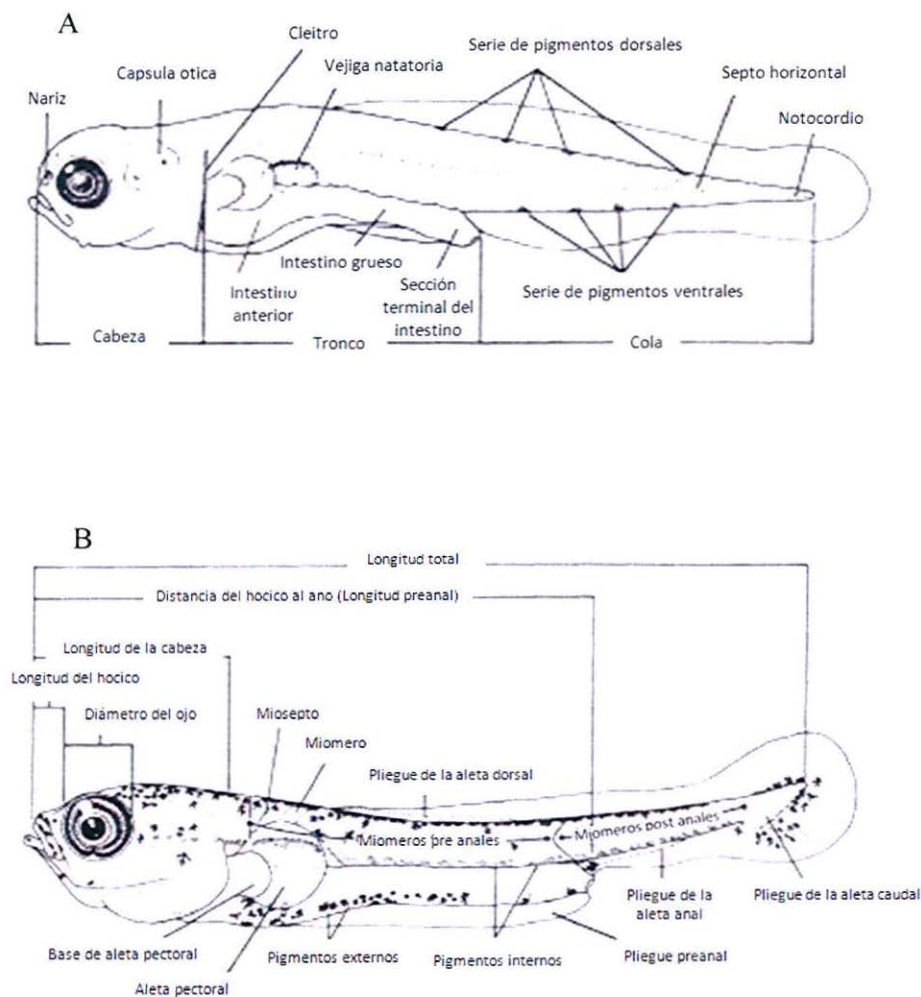 A
Cleitro
Serie de pigmentos dorsales
Capsula otica
Vejiga natatoria
Septo horizontal
Nariz
Notocordio
Intestino grueso
Intestino
anterior
Sección
terminal del
intestino
Serie de pigmentos ventrales
Cabeza
Tronco
Cola
B
Longitud total
Distancia del hocico al ano (Longitud preanal)
Longitud de la cabeza
Longitud del hocico
Diámetro del ojo
Miosepto
Miomero
Pliegue de la aleta dorsal
Miomeros pre anales
Miomeros post anales
Pliegue de la
aleta anal
Pliegue de la aleta caudal
Base de aleta pectoral
Pigmentos externos
Pigmentos internos
Pliegue preanal
Aleta pectoral